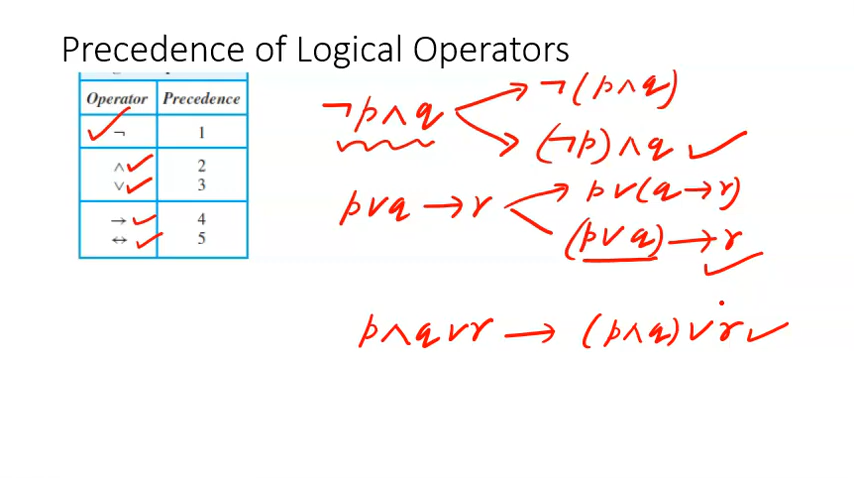 Precedence of Logical Operators
Operator Precedence
¬ 1
∧ 2
∨ 3
→ 4
↔ 5
¬p∧q
¬(p∧q)
(¬p)∧q ✓
p∨q→r
p∨(q→r)
(p∨q)→r ✓
p∧q∨r → (p∧q)∨r ✓